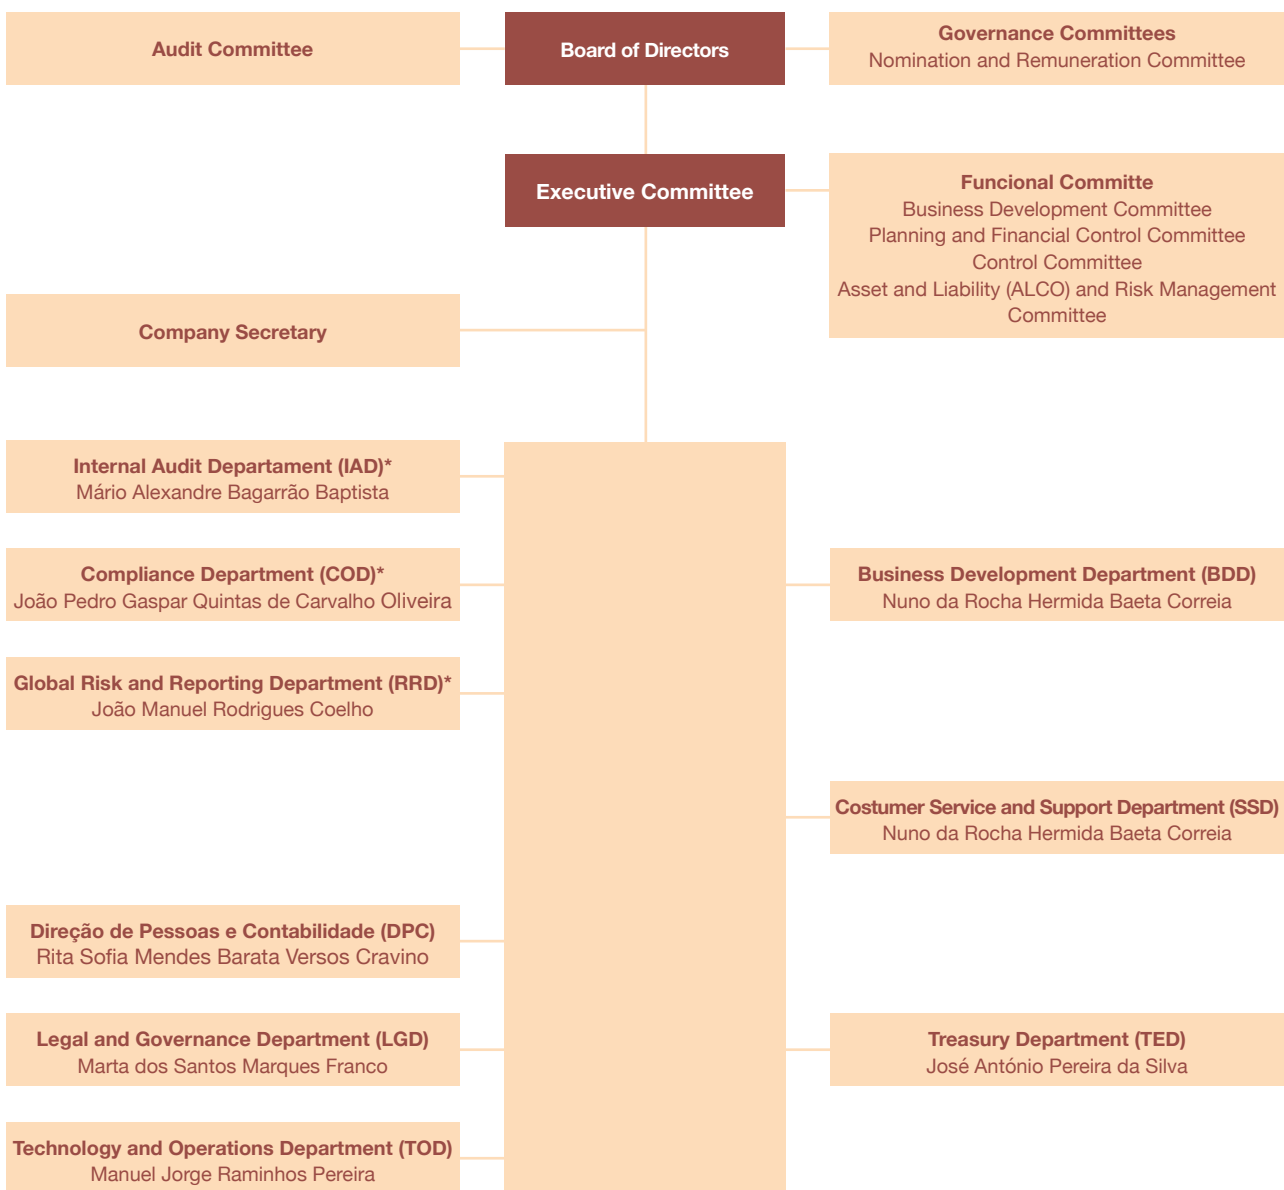 Audit Committee
Board of Directors
Governance Committees
Nomination and Remuneration Committee
Executive Committee
Funcional Committe
Business Development Committee
Planning and Financial Control Committee
Control Committee
Asset and Liability (ALCO) and Risk Management
Committee
Company Secretary
Internal Audit Departament (IAD)*
Mário Alexandre Bagarrão Baptista
Compliance Department (COD)*
João Pedro Gaspar Quintas de Carvalho Oliveira
Business Development Department (BDD)
Nuno da Rocha Hermida Baeta Correia
Global Risk and Reporting Department (RRD)*
João Manuel Rodrigues Coelho
Costumer Service and Support Department (SSD)
Nuno da Rocha Hermida Baeta Correia
Direção de Pessoas e Contabilidade (DPC)
Rita Sofia Mendes Barata Versos Cravino
Legal and Governance Department (LGD)
Marta dos Santos Marques Franco
Treasury Department (TED)
José António Pereira da Silva
Technology and Operations Department (TOD)
Manuel Jorge Raminhos Pereira